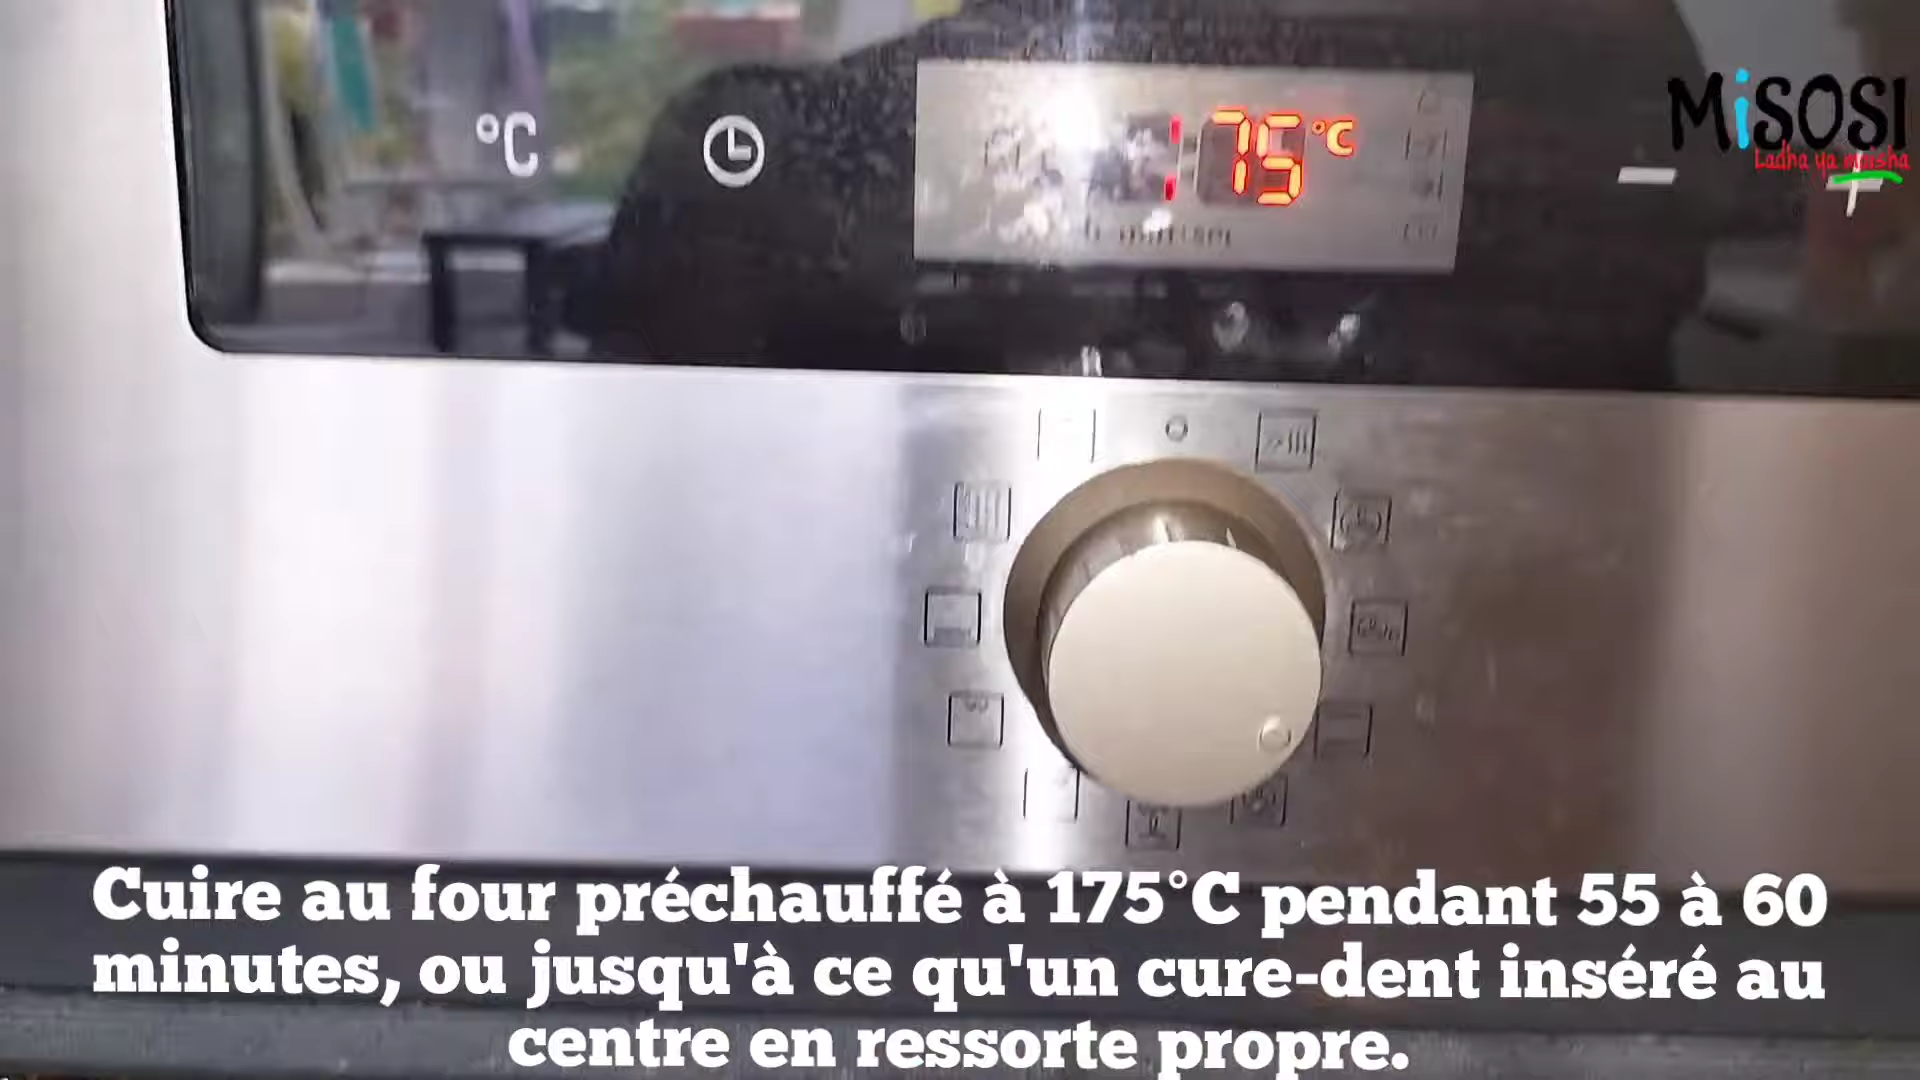 °C
175°C
MiSOSI
Ladha ya maisha
Cuire au four préchauffé à 175°C pendant 55 à 60
minutes, ou jusqu'à ce qu'un cure-dent inséré au
centre en ressorte propre.